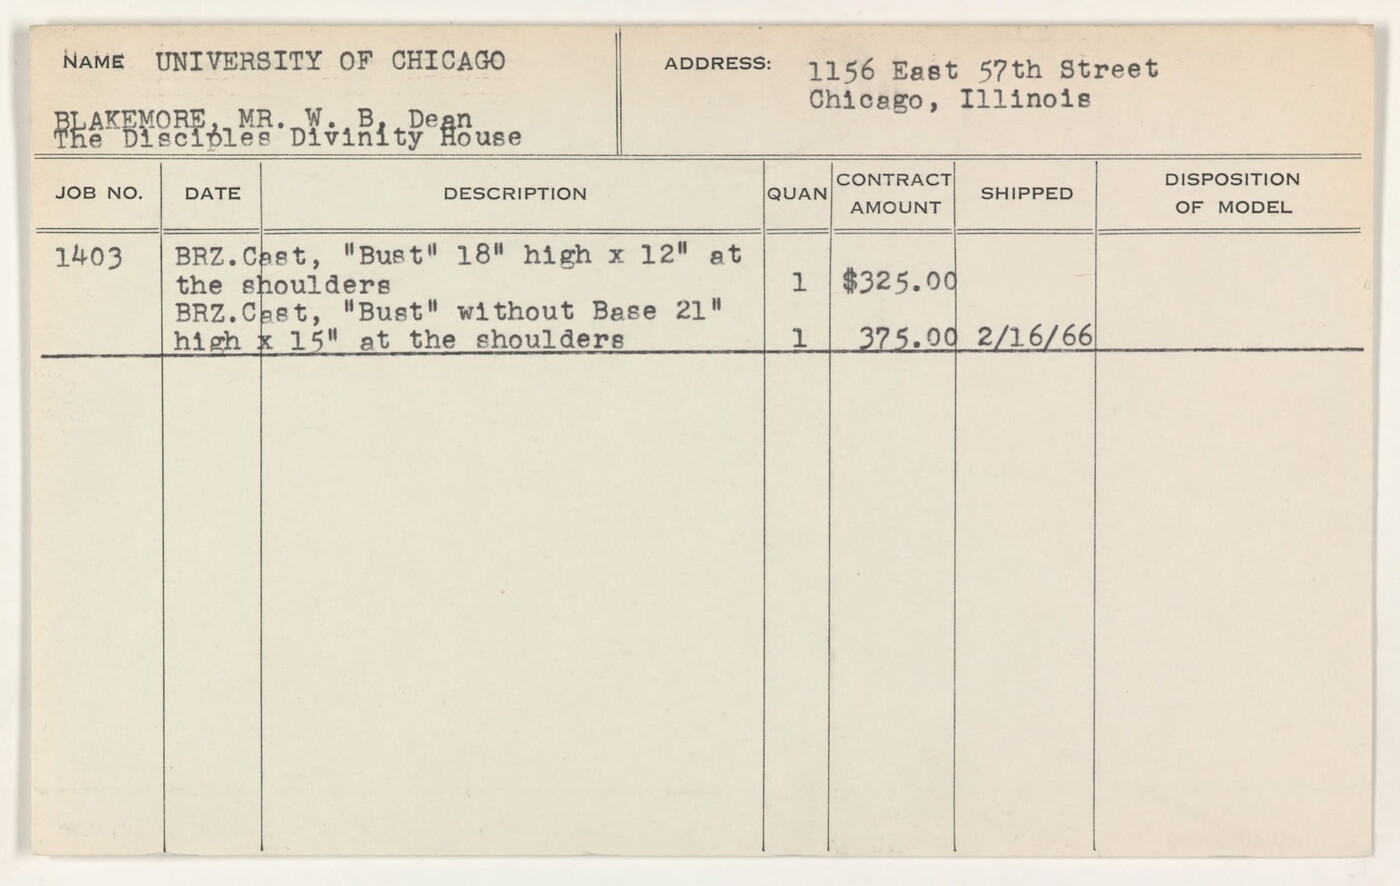 NAME UNIVERSITY OF CHICAGO
BLAKEMORE, MR. W. B. Dean
The Disciples Divinity House
ADDRESS: 1156 East 57th Street
Chicago, Illinois
JOB NO. DATE DESCRIPTION QUAN CONTRACT AMOUNT SHIPPED DISPOSITION OF MODEL
1403 BRZ.Cast, "Bust" 18" high x 12" at
the shoulders 1 $325.00
BRZ.Cast, "Bust" without Base 21"
high x 15" at the shoulders 1 375.00 2/16/66